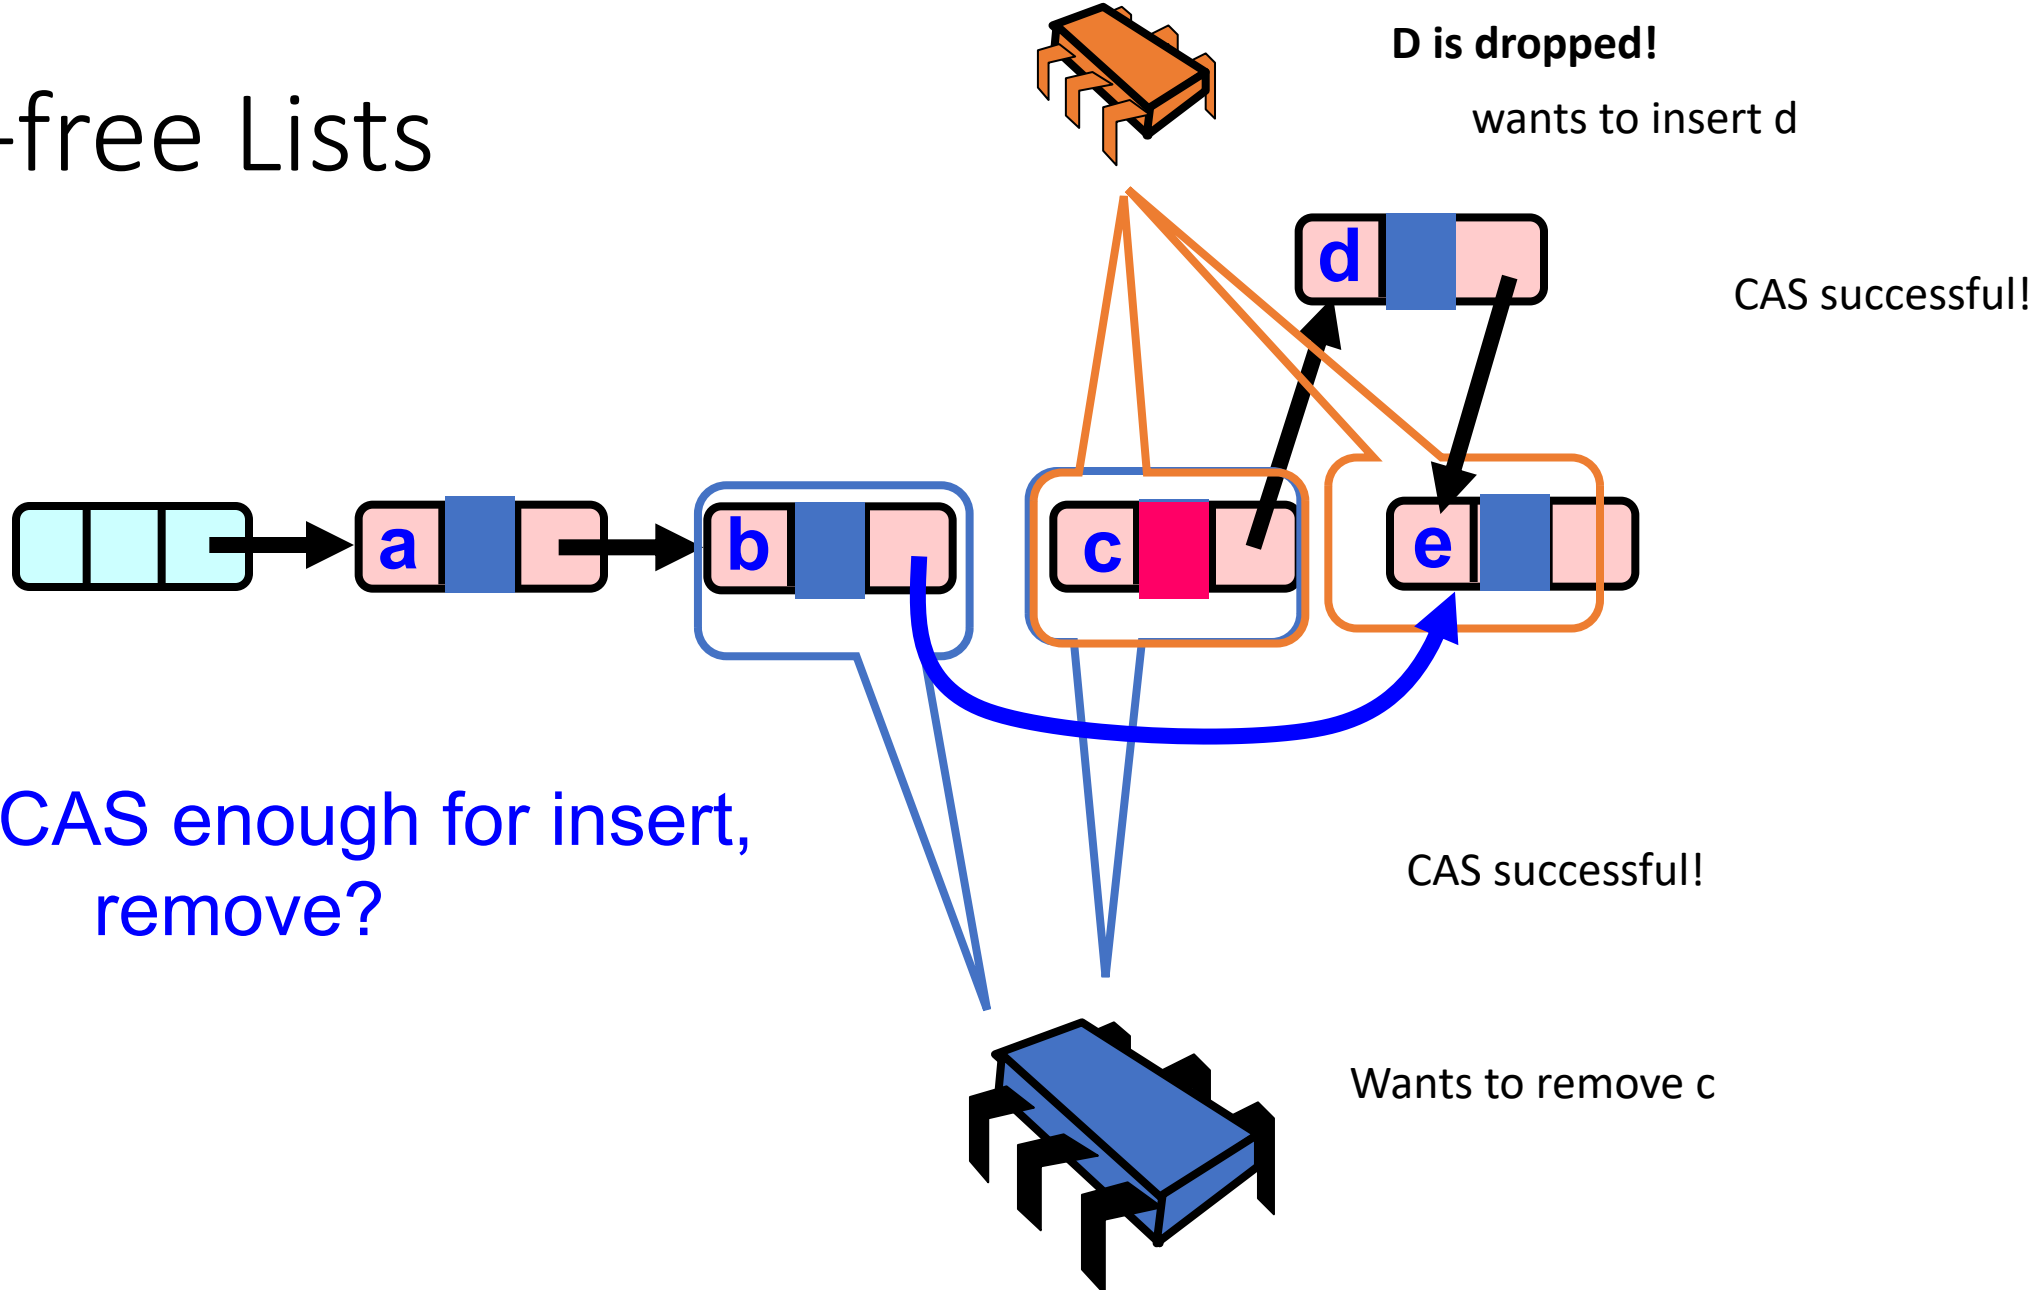 D is dropped!
-free Lists
wants to insert d
d
CAS successful!
a
b
c
e
CAS enough for insert,
remove?
CAS successful!
Wants to remove c